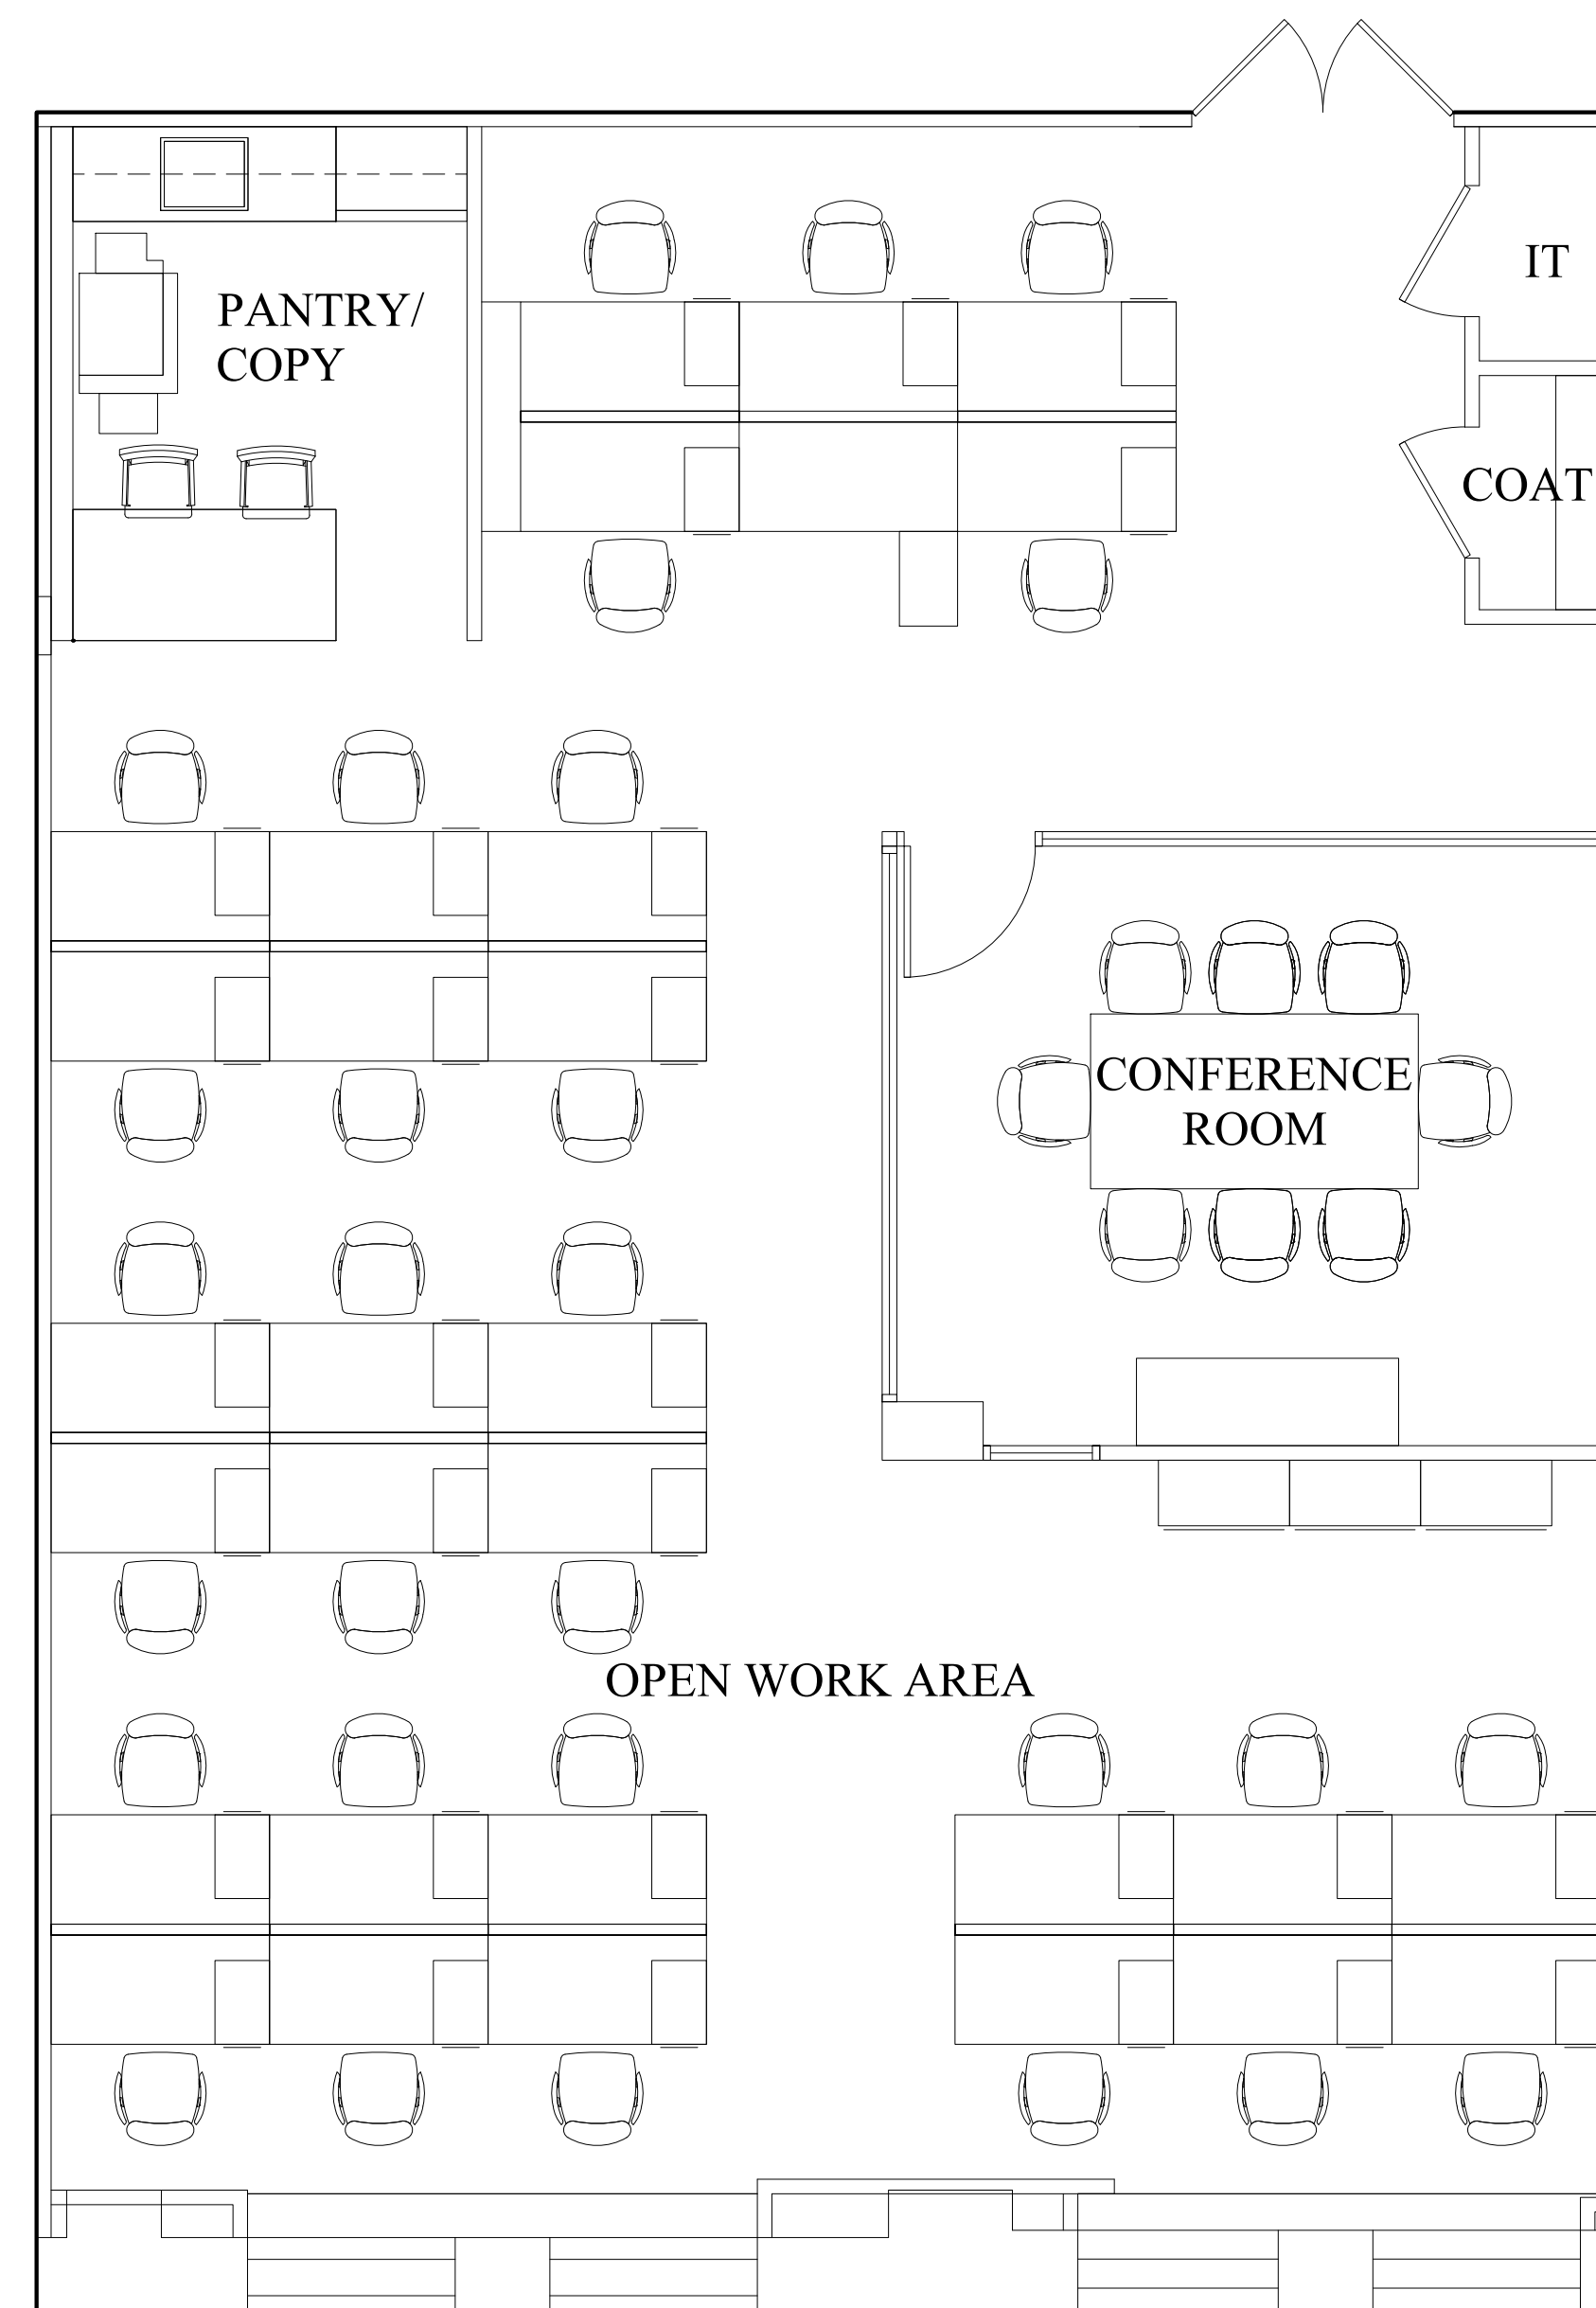 IT
PANTRY/
COPY
COAT
CONFERENCE
ROOM
OPEN WORK AREA